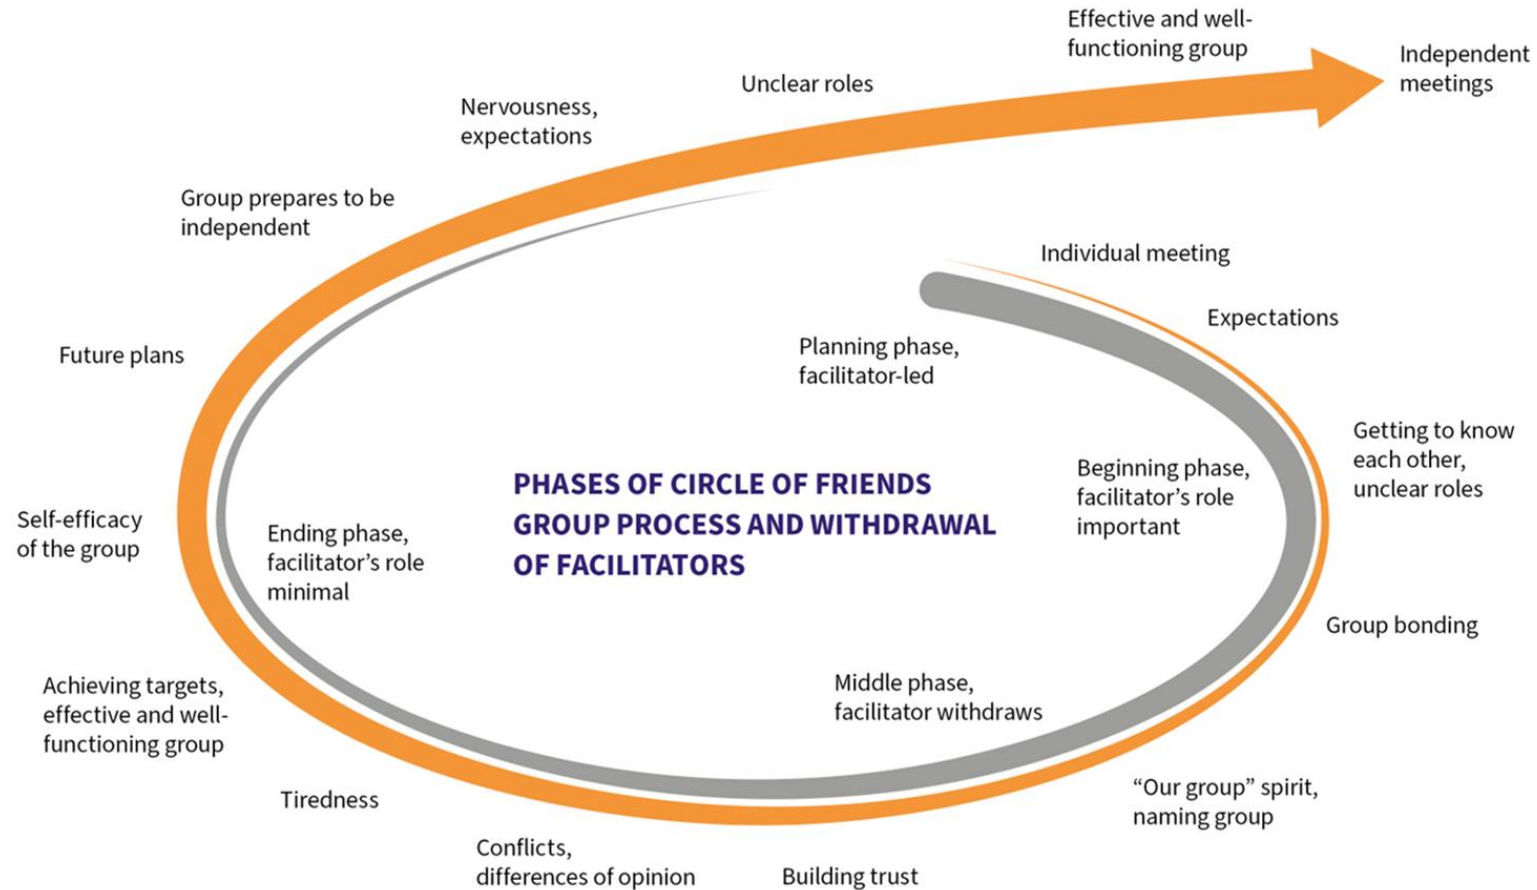 Effective and well-
functioning group
Independent
meetings
Unclear roles
Nervousness,
expectations
Group prepares to be
independent
Individual meeting
Expectations
Planning phase,
facilitator-led
Future plans
Getting to know
each other,
unclear roles
Beginning phase,
facilitator’s role
important
PHASES OF CIRCLE OF FRIENDS
GROUP PROCESS AND WITHDRAWAL
OF FACILITATORS
Self-efficacy
of the group
Ending phase,
facilitator’s role
minimal
Group bonding
Middle phase,
facilitator withdraws
Achieving targets,
effective and well-
functioning group
“Our group” spirit,
naming group
Tiredness
Conflicts,
differences of opinion
Building trust